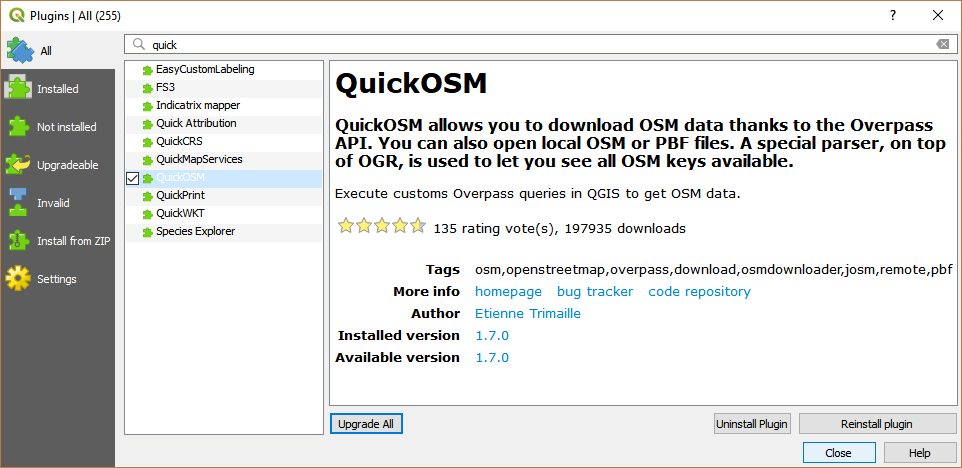 Plugins | All (255)
?
All
Installed
Not installed
Upgradeable
Invalid
Install from ZIP
Settings
quick
EasyCustomLabeling
FS3
Indicatrix mapper
Quick Attribution
QuickCRS
QuickMapServices
QuickOSM
QuickPrint
QuickWKT
Species Explorer
QuickOSM
QuickOSM allows you to download OSM data thanks to the Overpass
API. You can also open local OSM or PBF files. A special parser, on top
of OGR, is used to let you see all OSM keys available.
Execute customs Overpass queries in QGIS to get OSM data.
135 rating vote(s), 197935 downloads
Tags osm,openstreetmap,overpass,download,osmdownloader,josm,remote,pbf
More info homepage bug tracker code repository
Author Etienne Trimaille
Installed version 1.7.0
Available version 1.7.0
Upgrade All
Uninstall Plugin
Reinstall plugin
Close
Help